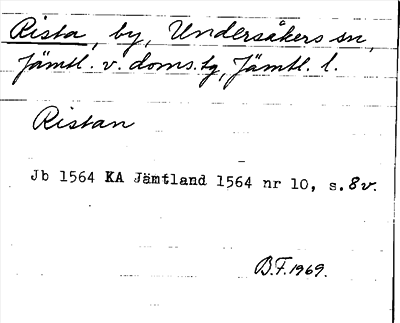 Rista, by, Undersåkers sn,
Jämtl. v. doms.tg, Jämtl. l.
Ristan
Jb 1564 KA Jämtland 1564 nr 10, s. 8v.
B.F. 1969.